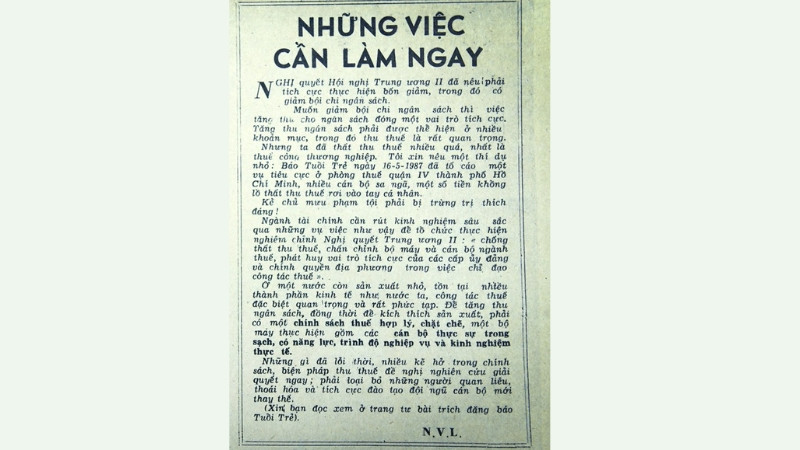 NHỮNG VIỆC
CẦN LÀM NGAY
NGHỊ quyết Hội nghị Trung ương II đã nêu phải
tích cực thực hiện bốn giảm, trong đó có
giảm bội chi ngân sách.
Muốn giảm bội chi ngân sách thì việc
tăng thu cho ngân sách đóng một vai trò tích cực.
Tăng thu ngân sách phải được thể hiện ở nhiều
khoản mục, trong đó thu thuế là rất quan trọng.
Nhưng ta đã thất thu thuế nhiều quá, nhất là
thuế công thương nghiệp. Tôi xin nêu một thí dụ
nhỏ: Báo Tuổi Trẻ ngày 16-5-1987 đã tố cáo một
vụ tiêu cực ở phòng thuế quận IV thành phố Hồ
Chí Minh, nhiều cán bộ sa ngã, một số tiền khổng
lồ thất thu thuế rơi vào tay cá nhân.
Kẻ chủ mưu phạm tội phải bị trừng trị thích
đáng!
Ngành tài chính cần rút kinh nghiệm sâu sắc
qua những vụ việc như vậy để tổ chức thực hiện
nghiêm chỉnh Nghị quyết Trung ương II : « chống
thất thu thuế, chấn chỉnh bộ máy và cán bộ ngành
thuế, phát huy vai trò tích cực của các cấp ủy đảng
và chính quyền địa phương trong việc chỉ đạo
công tác thuế ».
Ở một nước còn sản xuất nhỏ, tồn tại nhiều
thành phần kinh tế như nước ta, công tác thuế
đặc biệt quan trọng và rất phức tạp. Để tăng thu
ngân sách, đồng thời để kích thích sản xuất, phải
có một chính sách thuế hợp lý, chặt chẽ, một bộ
máy thực hiện gồm các cán bộ thực sự trong
sạch, có năng lực, trình độ nghiệp vụ và kinh nghiệm
thực tế.
Những gì đã lỗi thời, nhiều kẽ hở trong chính
sách, biện pháp thu thuế đề nghị nghiên cứu giải
quyết ngay; phải loại bỏ những người quan liêu,
thoái hóa và tích cực đào tạo đội ngũ cán bộ mới
thay thế.
(Xin bạn đọc xem ở trang tư bài trích đăng báo
Tuổi Trẻ).
N.V.L.